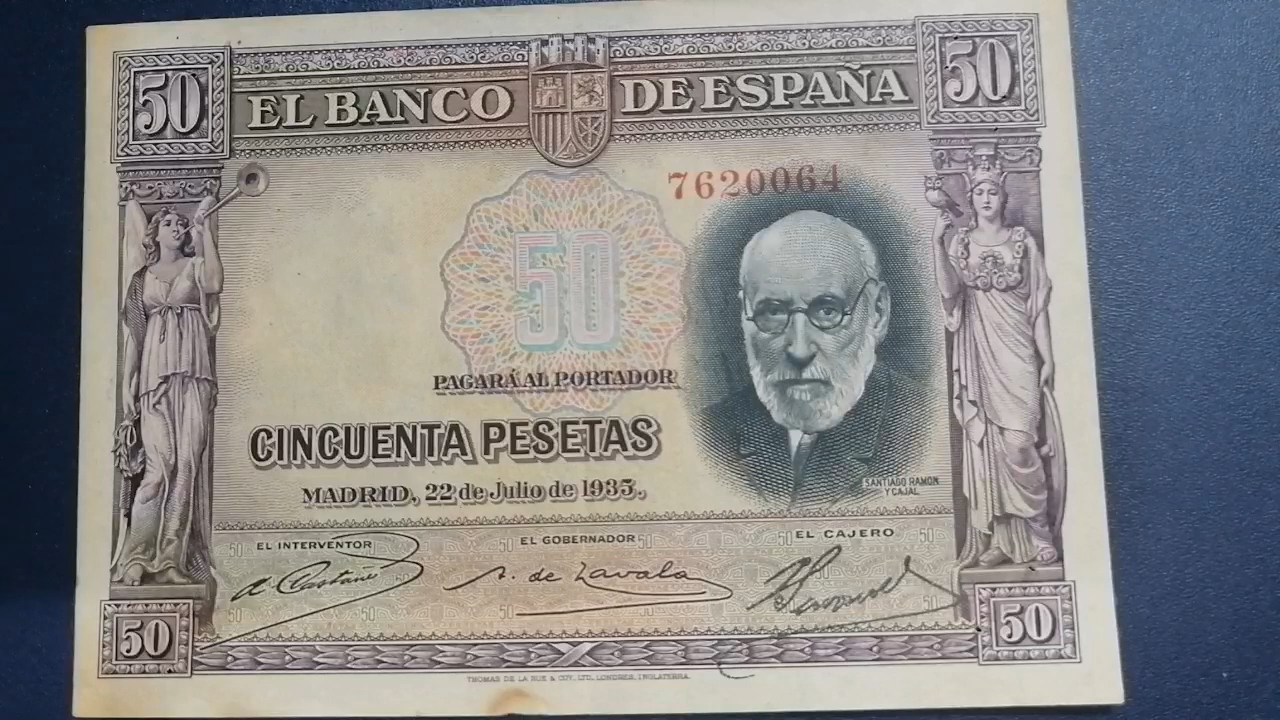 50 EL BANCO DE ESPAÑA 50
7620064
50
PAGARÁ AL PORTADOR
CINCUENTA PESETAS
MADRID, 22 de Julio de 1935.
SANTIAGO RAMON
Y CAJAL
EL INTERVENTOR EL GOBERNADOR EL CAJERO
A. de Zavala
50 50
THOMAS DE LA RUE & COY, LTD, LONDRES, INGLATERRA.